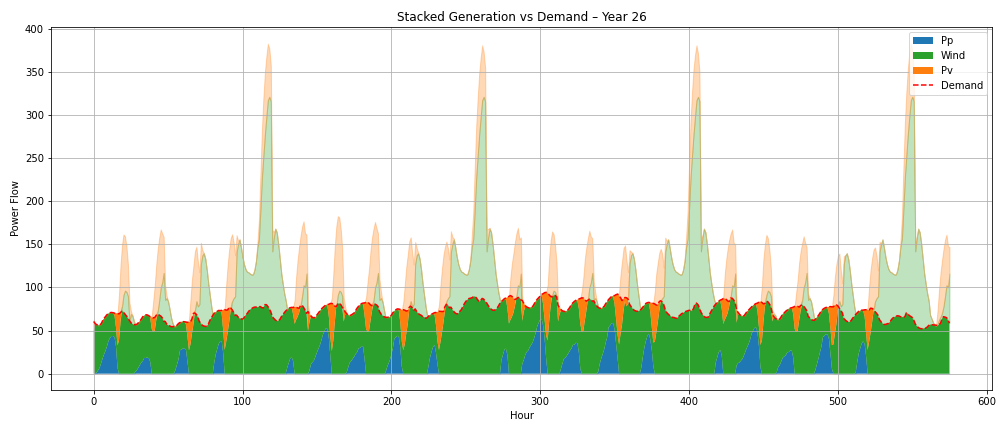 Stacked Generation vs Demand – Year 26
400
350
300
250
200
150
100
50
0
Power Flow
Pp
Wind
Pv
Demand
0
100
200
300
400
500
600
Hour